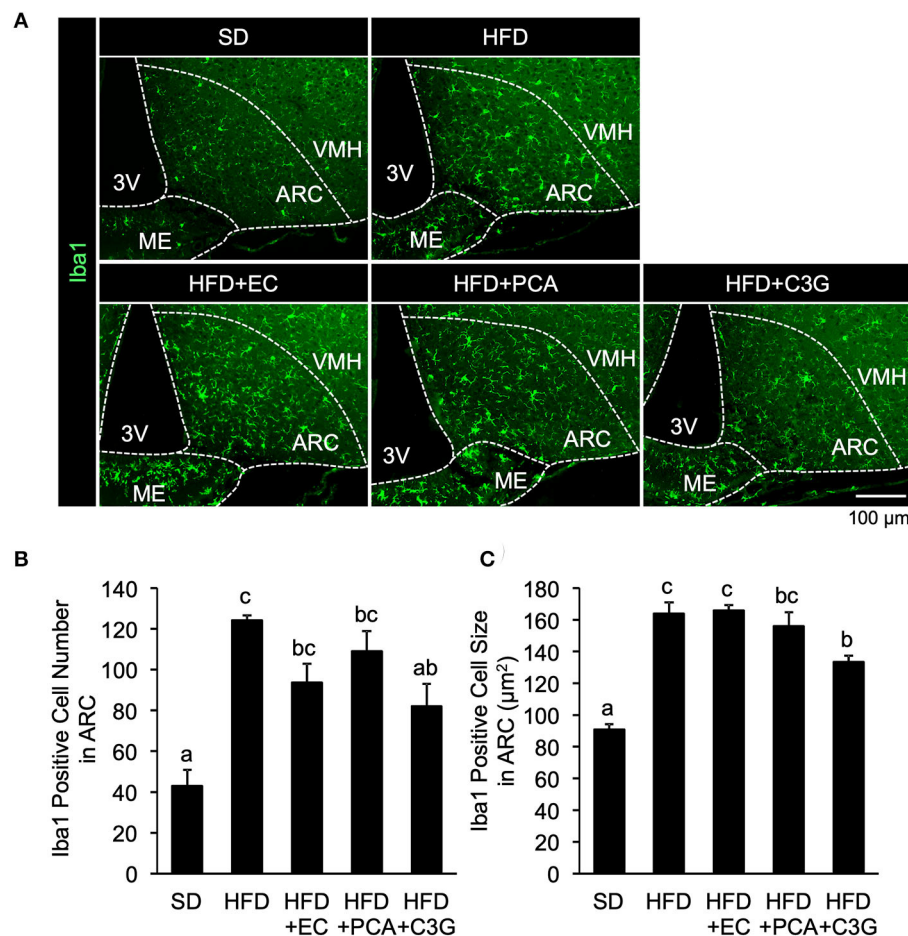 A
SD HFD
VMH VMH
3V ARC 3V ARC
ME ME
Iba1
HFD+EC HFD+PCA HFD+C3G
VMH VMH VMH
3V ARC 3V ARC 3V ARC
ME ME ME
100 µm
B
Iba1 Positive Cell Number
in ARC
140
120
100
80
60
40
20
0
a c bc bc ab
SD HFD HFD HFD HFD
+EC +PCA +C3G
C
Iba1 Positive Cell Size
in ARC (µm²)
180
160
140
120
100
80
60
40
20
0
a c c bc b
SD HFD HFD HFD HFD
+EC +PCA +C3G